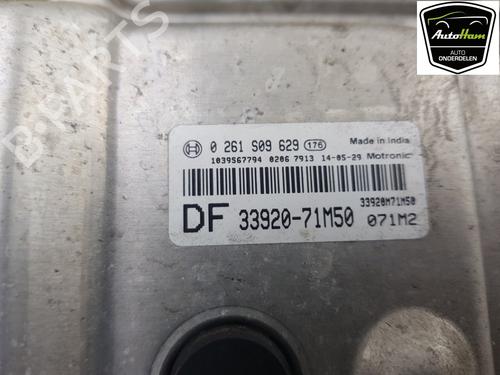 AutoHam
AUTO
ONDERDELEN
B-PARTS
0 261 S09 629 176 Made in India
1039S67794 0206 7913 14-05-29 Motronic
33920M71M50
DF 33920-71M50 071M2